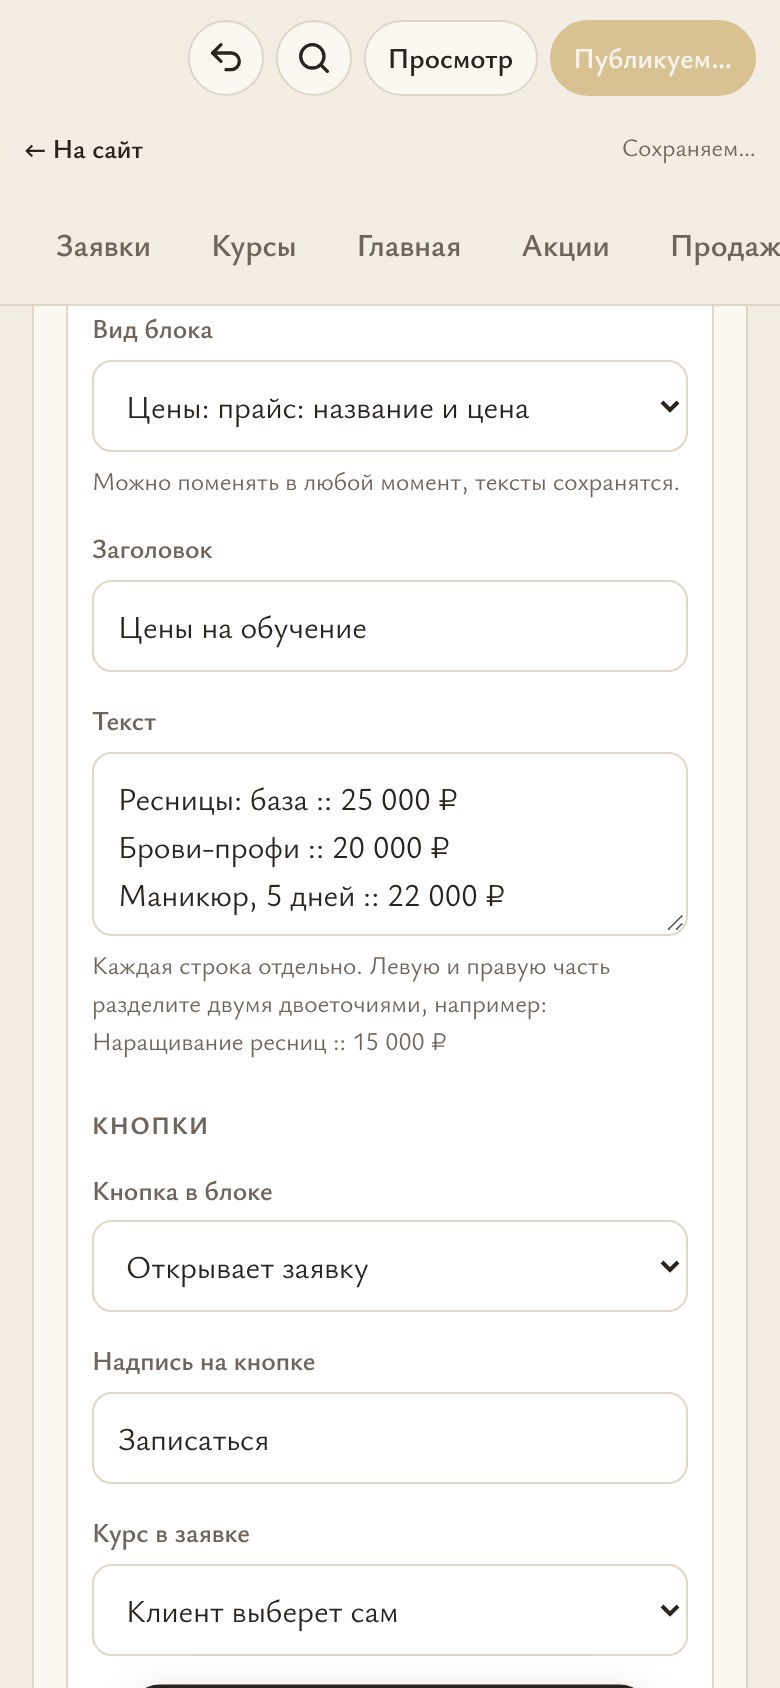 Просмотр
Публикуем...
← На сайт
Сохраняем...
Заявки
Курсы
Главная
Акции
Продаж
Вид блока
Цены: прайс: название и цена
Можно поменять в любой момент, тексты сохранятся.
Заголовок
Цены на обучение
Текст
Ресницы: база :: 25 000 ₽
Брови-профи :: 20 000 ₽
Маникюр, 5 дней :: 22 000 ₽
Каждая строка отдельно. Левую и правую часть
разделите двумя двоеточиями, например:
Наращивание ресниц :: 15 000 ₽
КНОПКИ
Кнопка в блоке
Открывает заявку
Надпись на кнопке
Записаться
Курс в заявке
Клиент выберет сам